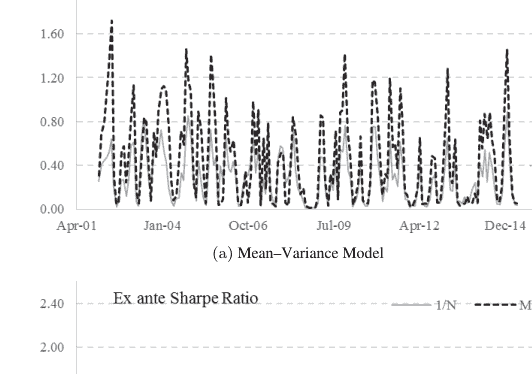 1.60
1.20
0.80
0.40
0.00
Apr-01 Jan-04 Oct-06 Jul-09 Apr-12 Dec-14
(a) Mean–Variance Model
Ex ante Sharpe Ratio
2.40
1/N
2.00